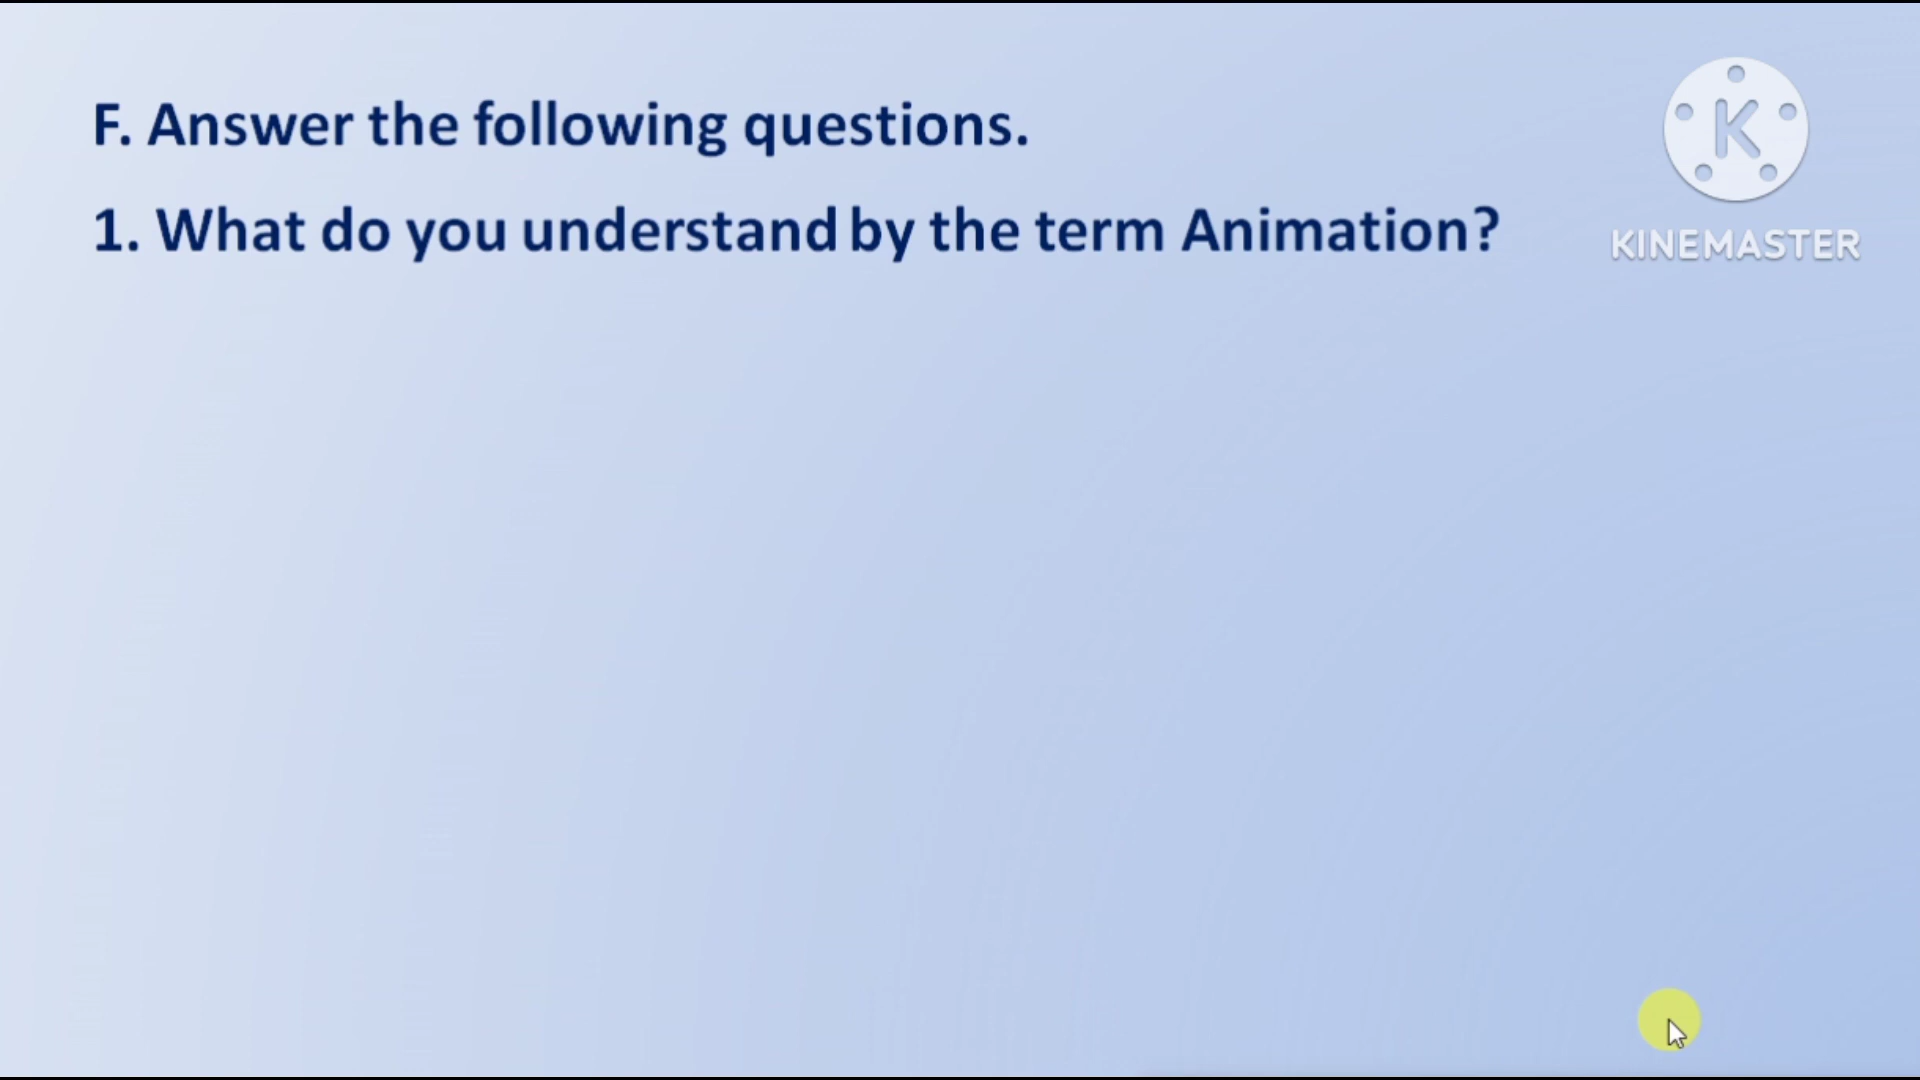 F. Answer the following questions.
1. What do you understand by the term Animation?
K
KINEMASTER